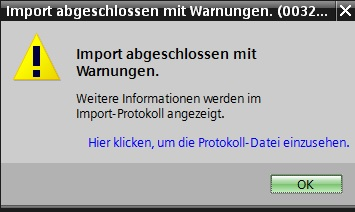 Import abgeschlossen mit Warnungen. (0032...
Import abgeschlossen mit
Warnungen.
Weitere Informationen werden im
Import-Protokoll angezeigt.
Hier klicken, um die Protokoll-Datei einzusehen.
OK